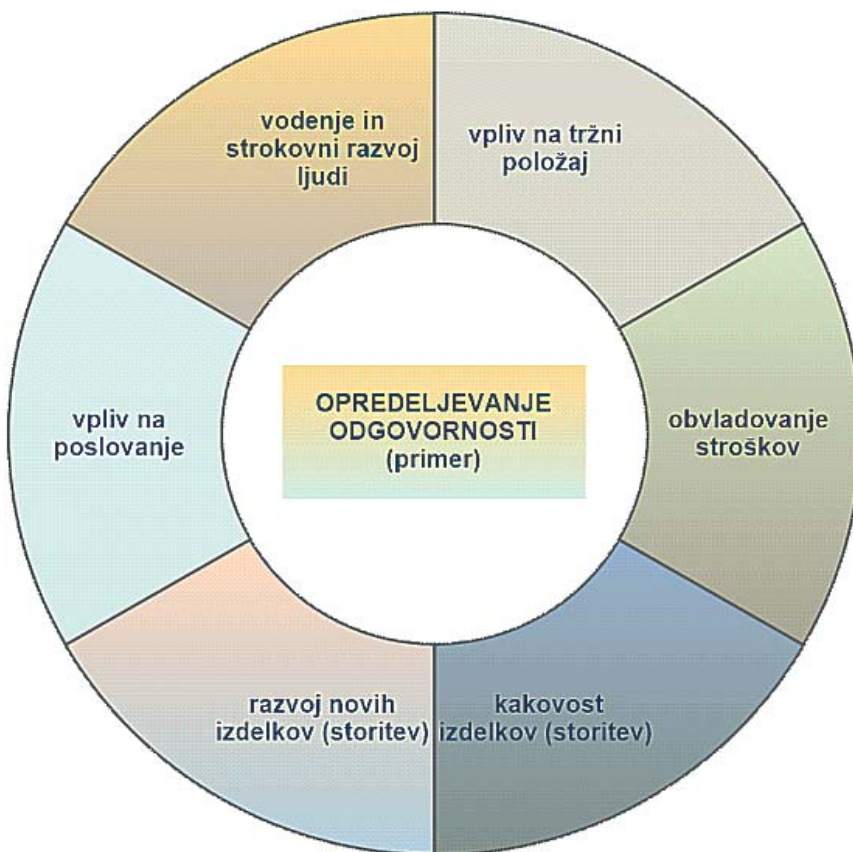 vodenje in
strokovni razvoj
ljudi
vpliv na tržni
položaj
vpliv na
poslovanje
OPREDELJEVANJE
ODGOVORNOSTI
(primer)
obvladovanje
stroškov
razvoj novih
izdelkov (storitev)
kakovost
izdelkov (storitev)